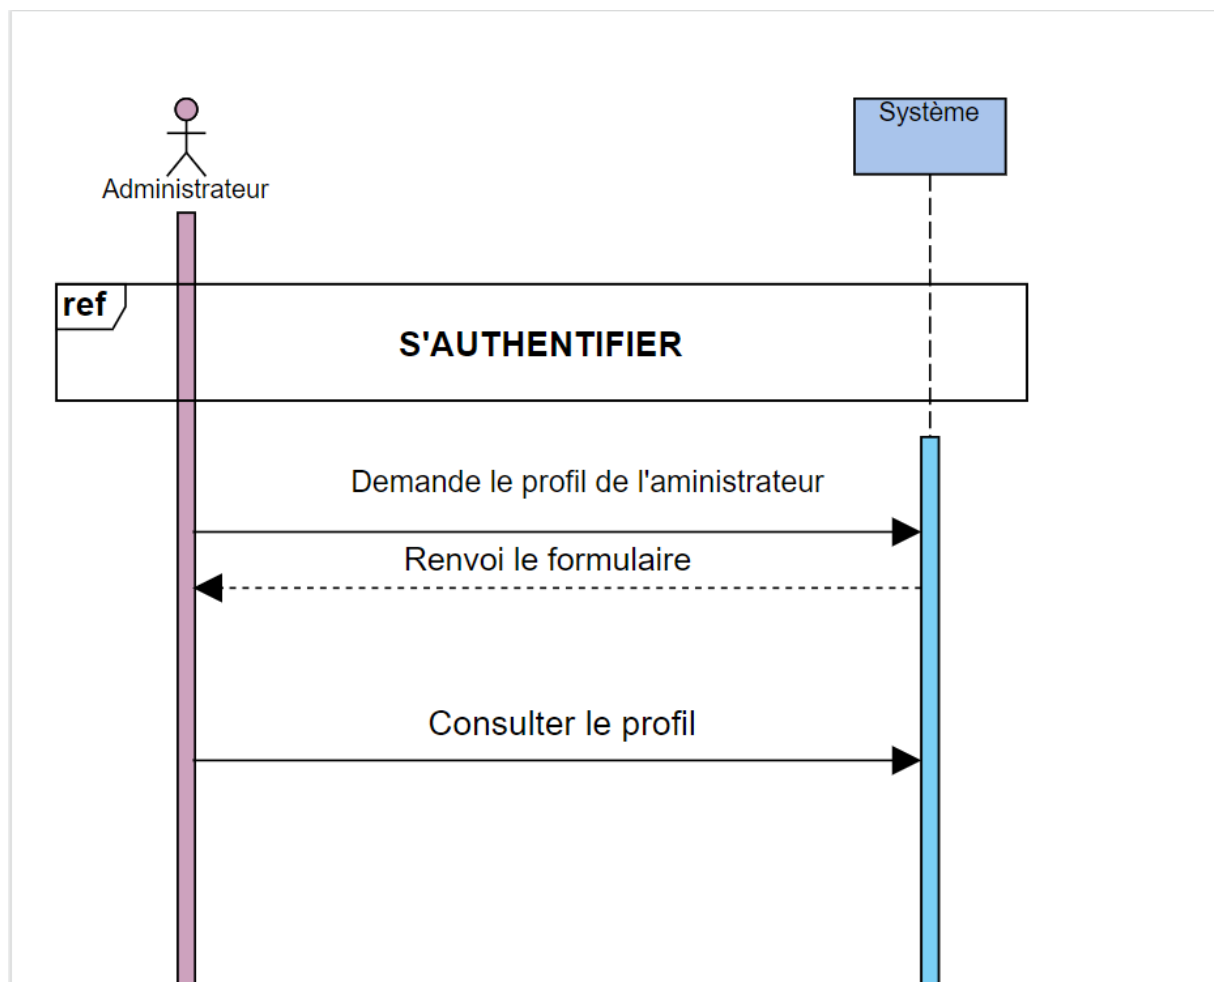 Système
Administrateur
ref
S'AUTHENTIFIER
Demande le profil de l'aministrateur
Renvoi le formulaire
Consulter le profil